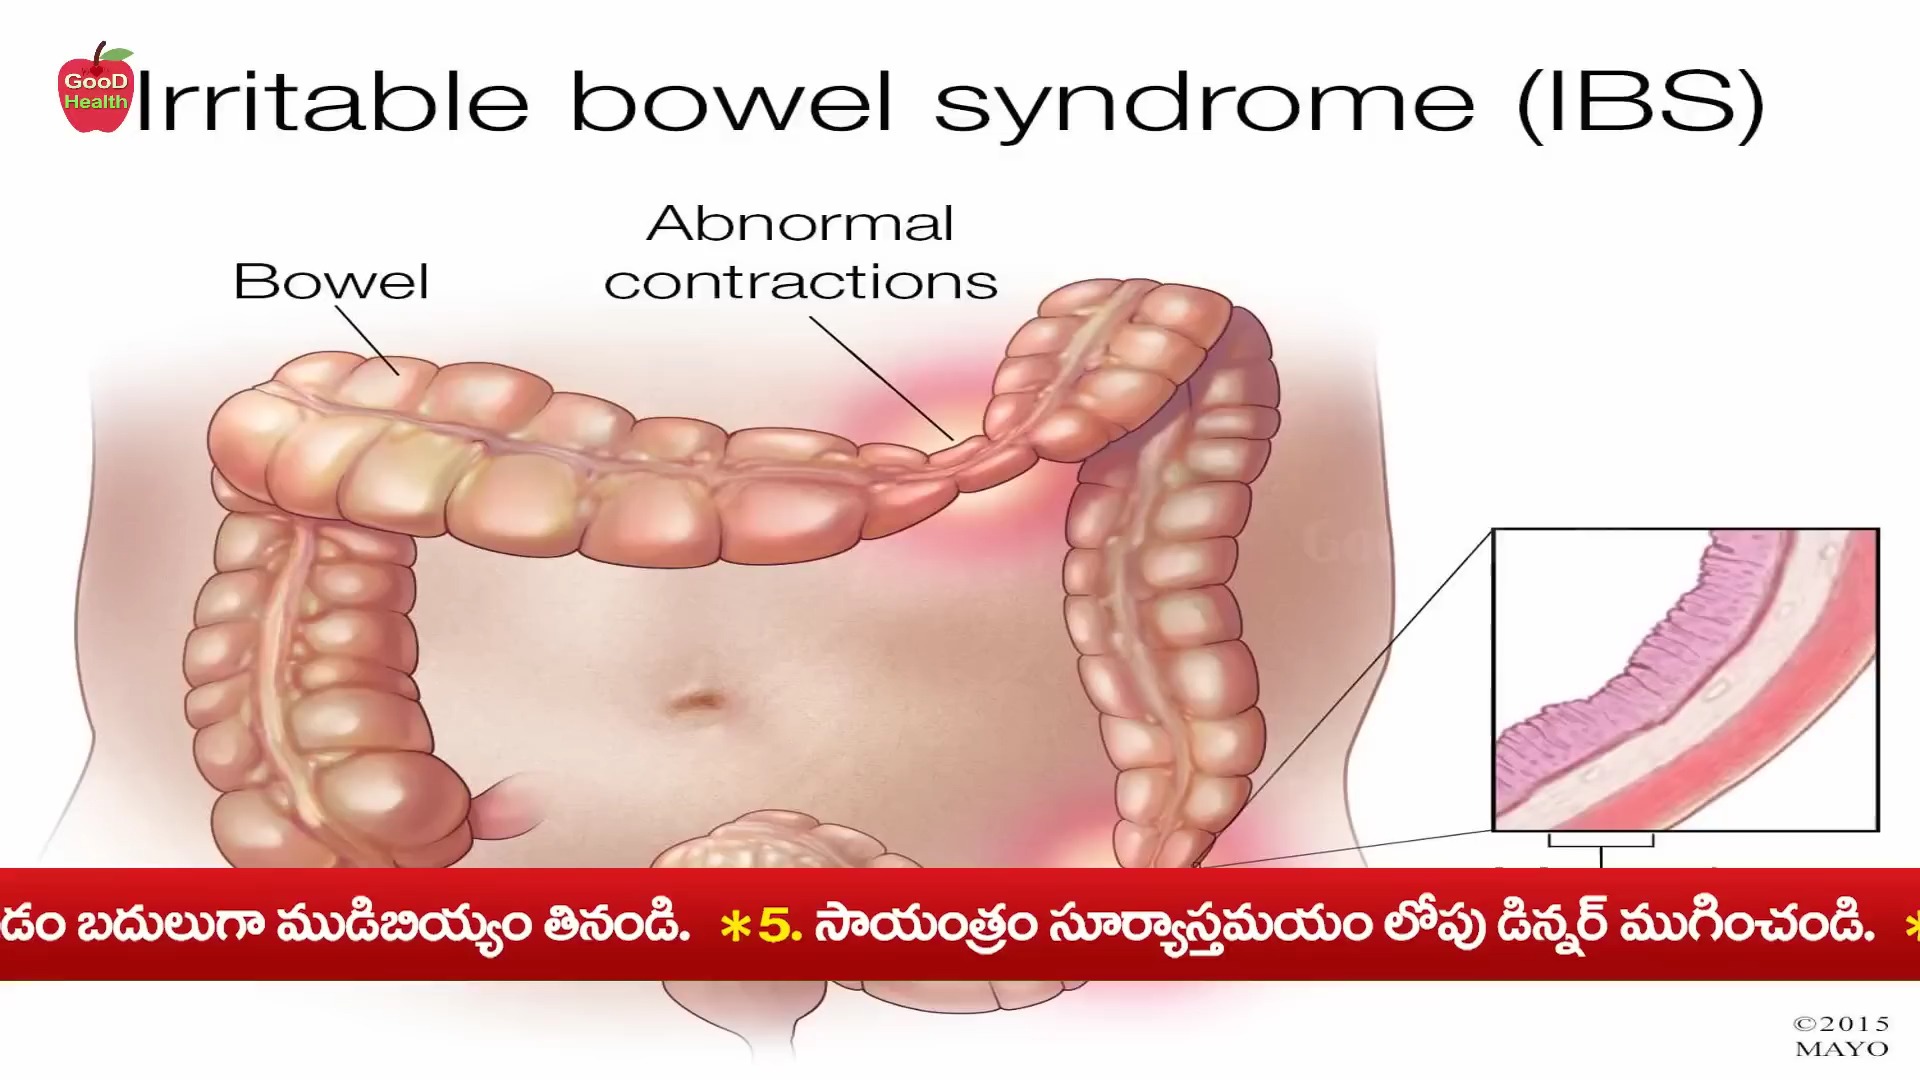 GooD
Health
Irritable bowel syndrome (IBS)
Abnormal
contractions
Bowel
డం బదులుగా ముడిబియ్యం తినండి. *5. సాయంత్రం సూర్యాస్తమయం లోపు డిన్నర్ ముగించండి. *
©2015
MAYO